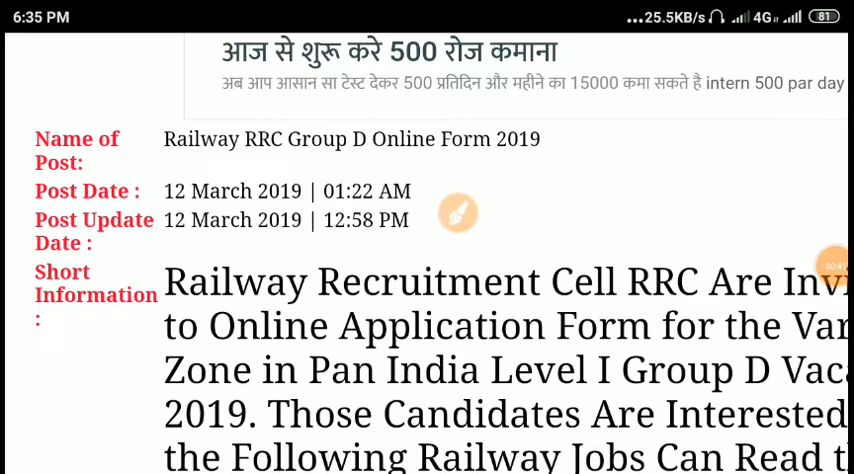 6:35 PM ...25.5KB/s 4G 81
आज से शुरू करे 500 रोज कमाना
अब आप आसान सा टेस्ट देकर 500 प्रतिदिन और महीने का 15000 कमा सकते है intern 500 par day
Name of Post: Railway RRC Group D Online Form 2019
Post Date : 12 March 2019 | 01:22 AM
Post Update Date : 12 March 2019 | 12:58 PM
Short Information :
Railway Recruitment Cell RRC Are Inv
to Online Application Form for the Var
Zone in Pan India Level I Group D Vaca
2019. Those Candidates Are Interested
the Following Railway Jobs Can Read t